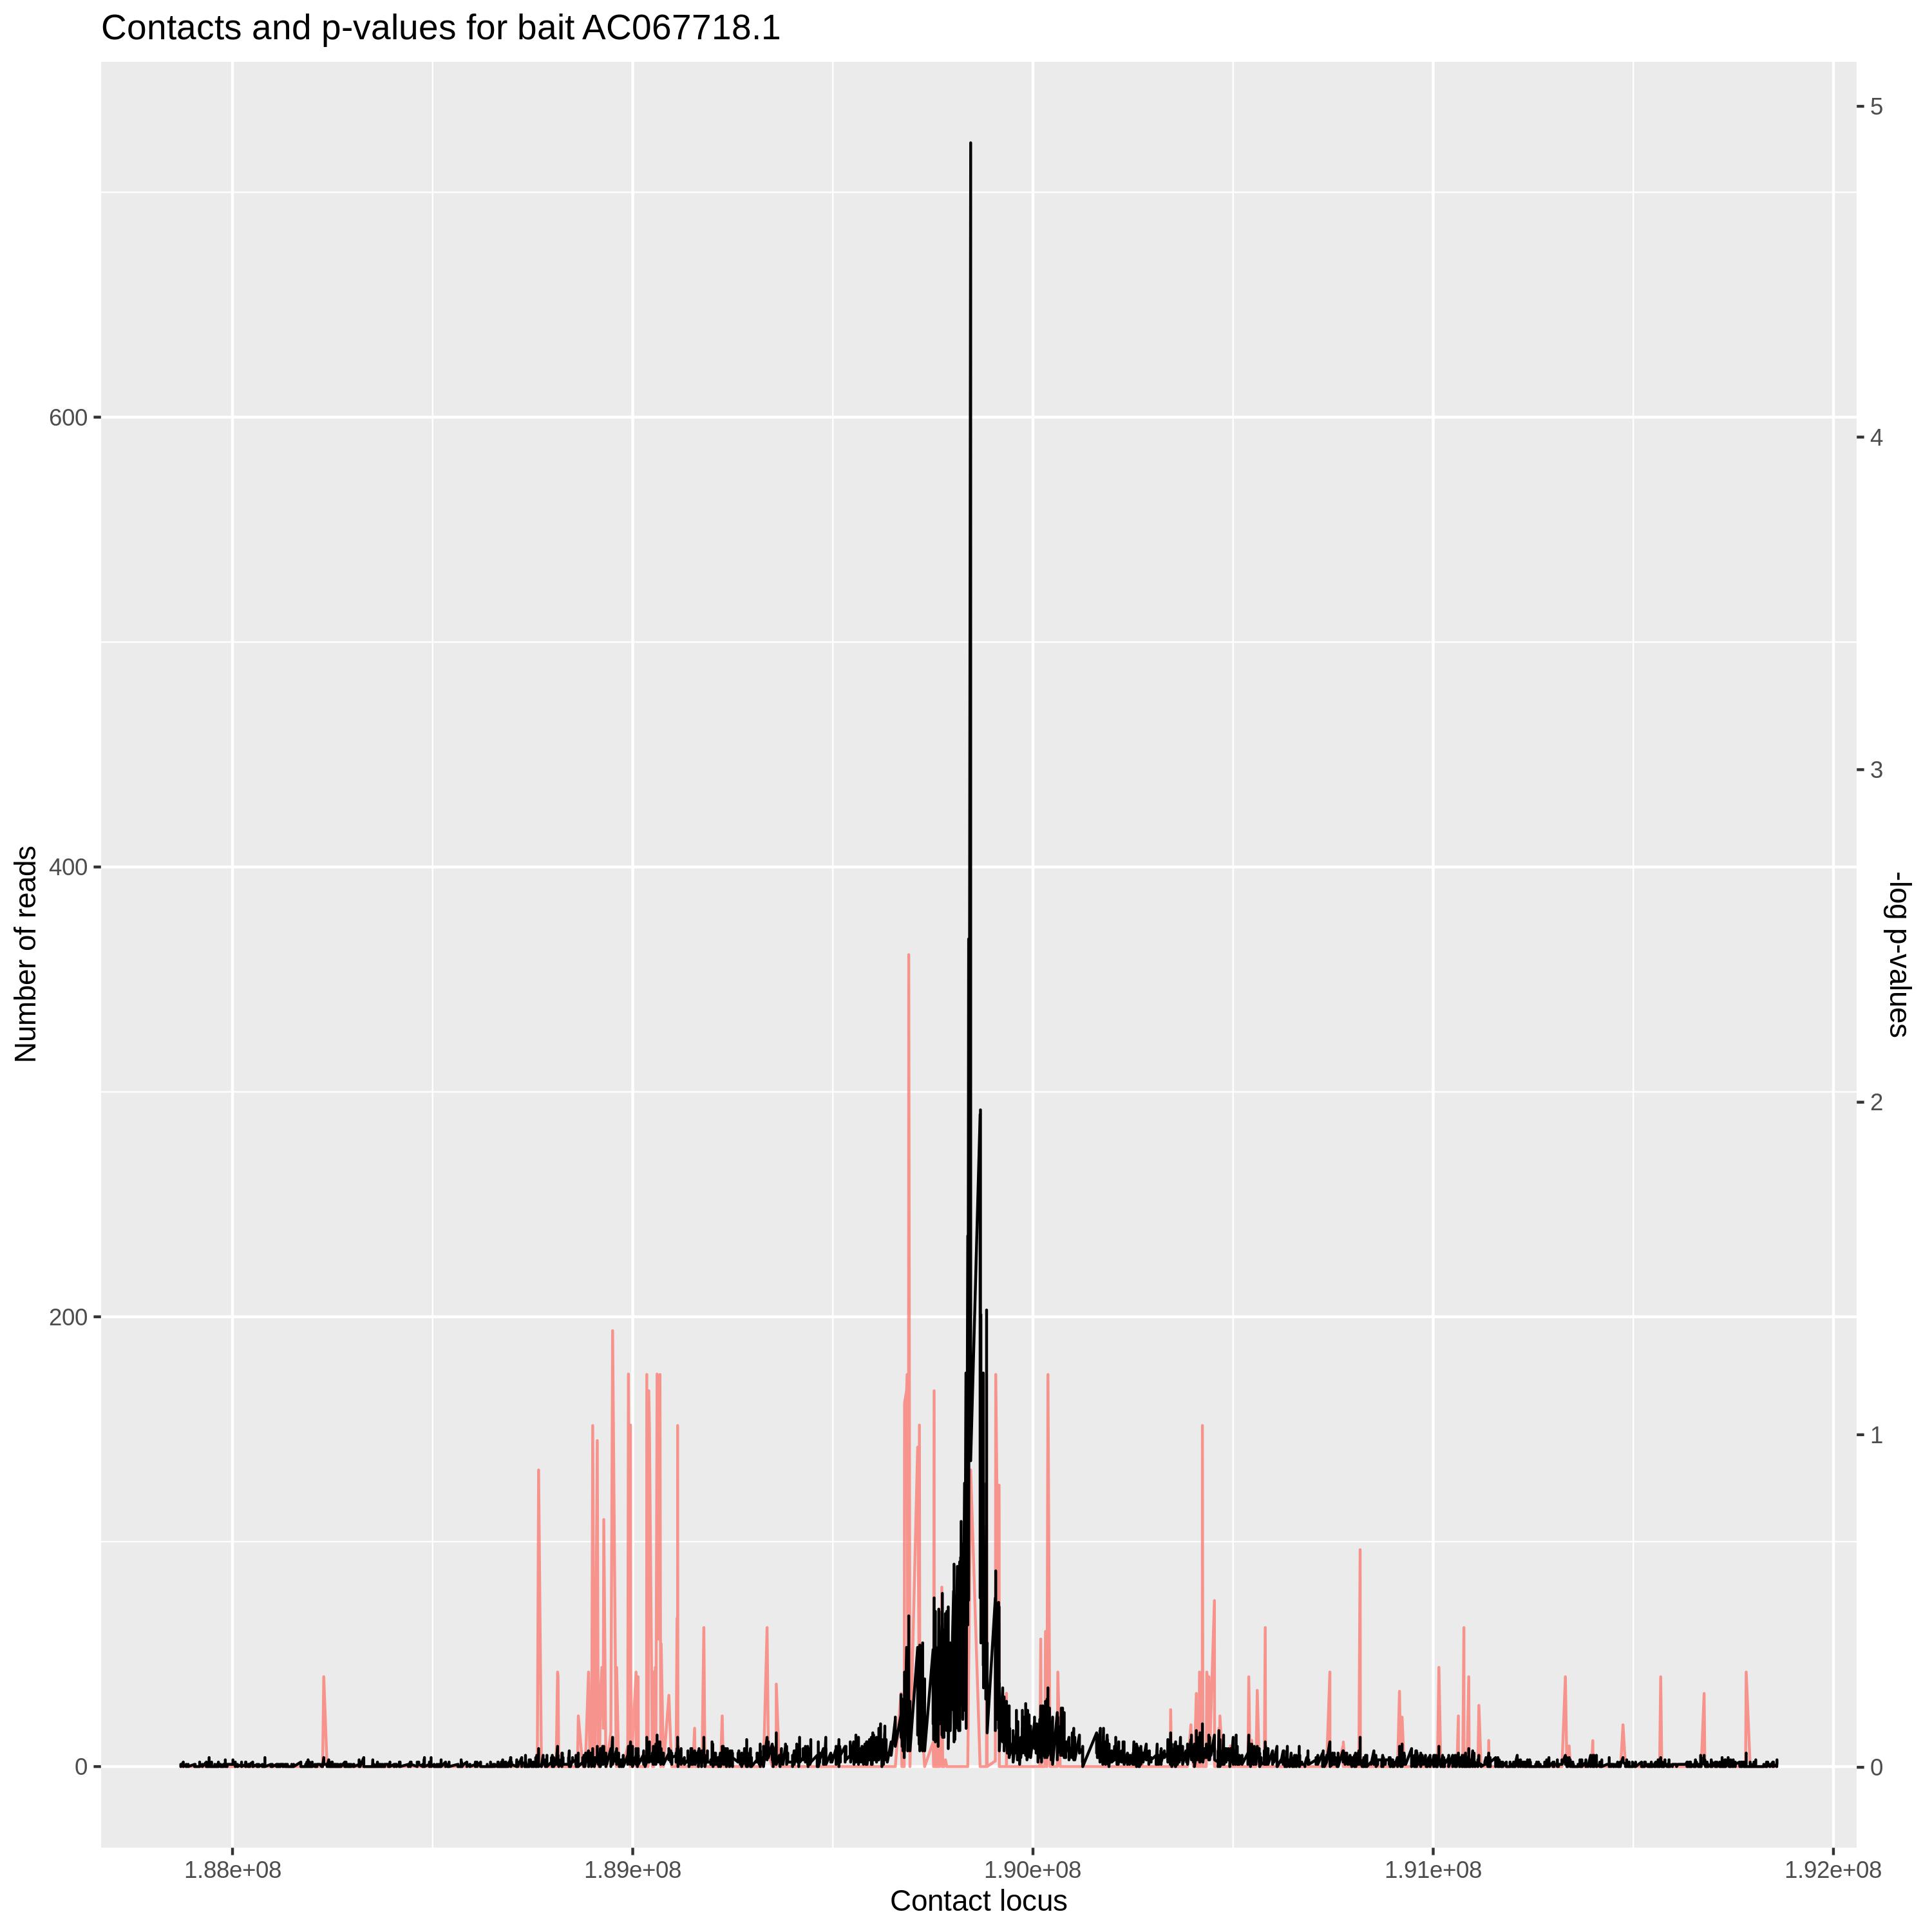 Contacts and p-values for bait AC067718.1
5
600
4
3
400
Number of reads
-log p-values
2
200
1
0
0
1.88e+08 1.89e+08 1.90e+08 1.91e+08 1.92e+08
Contact locus